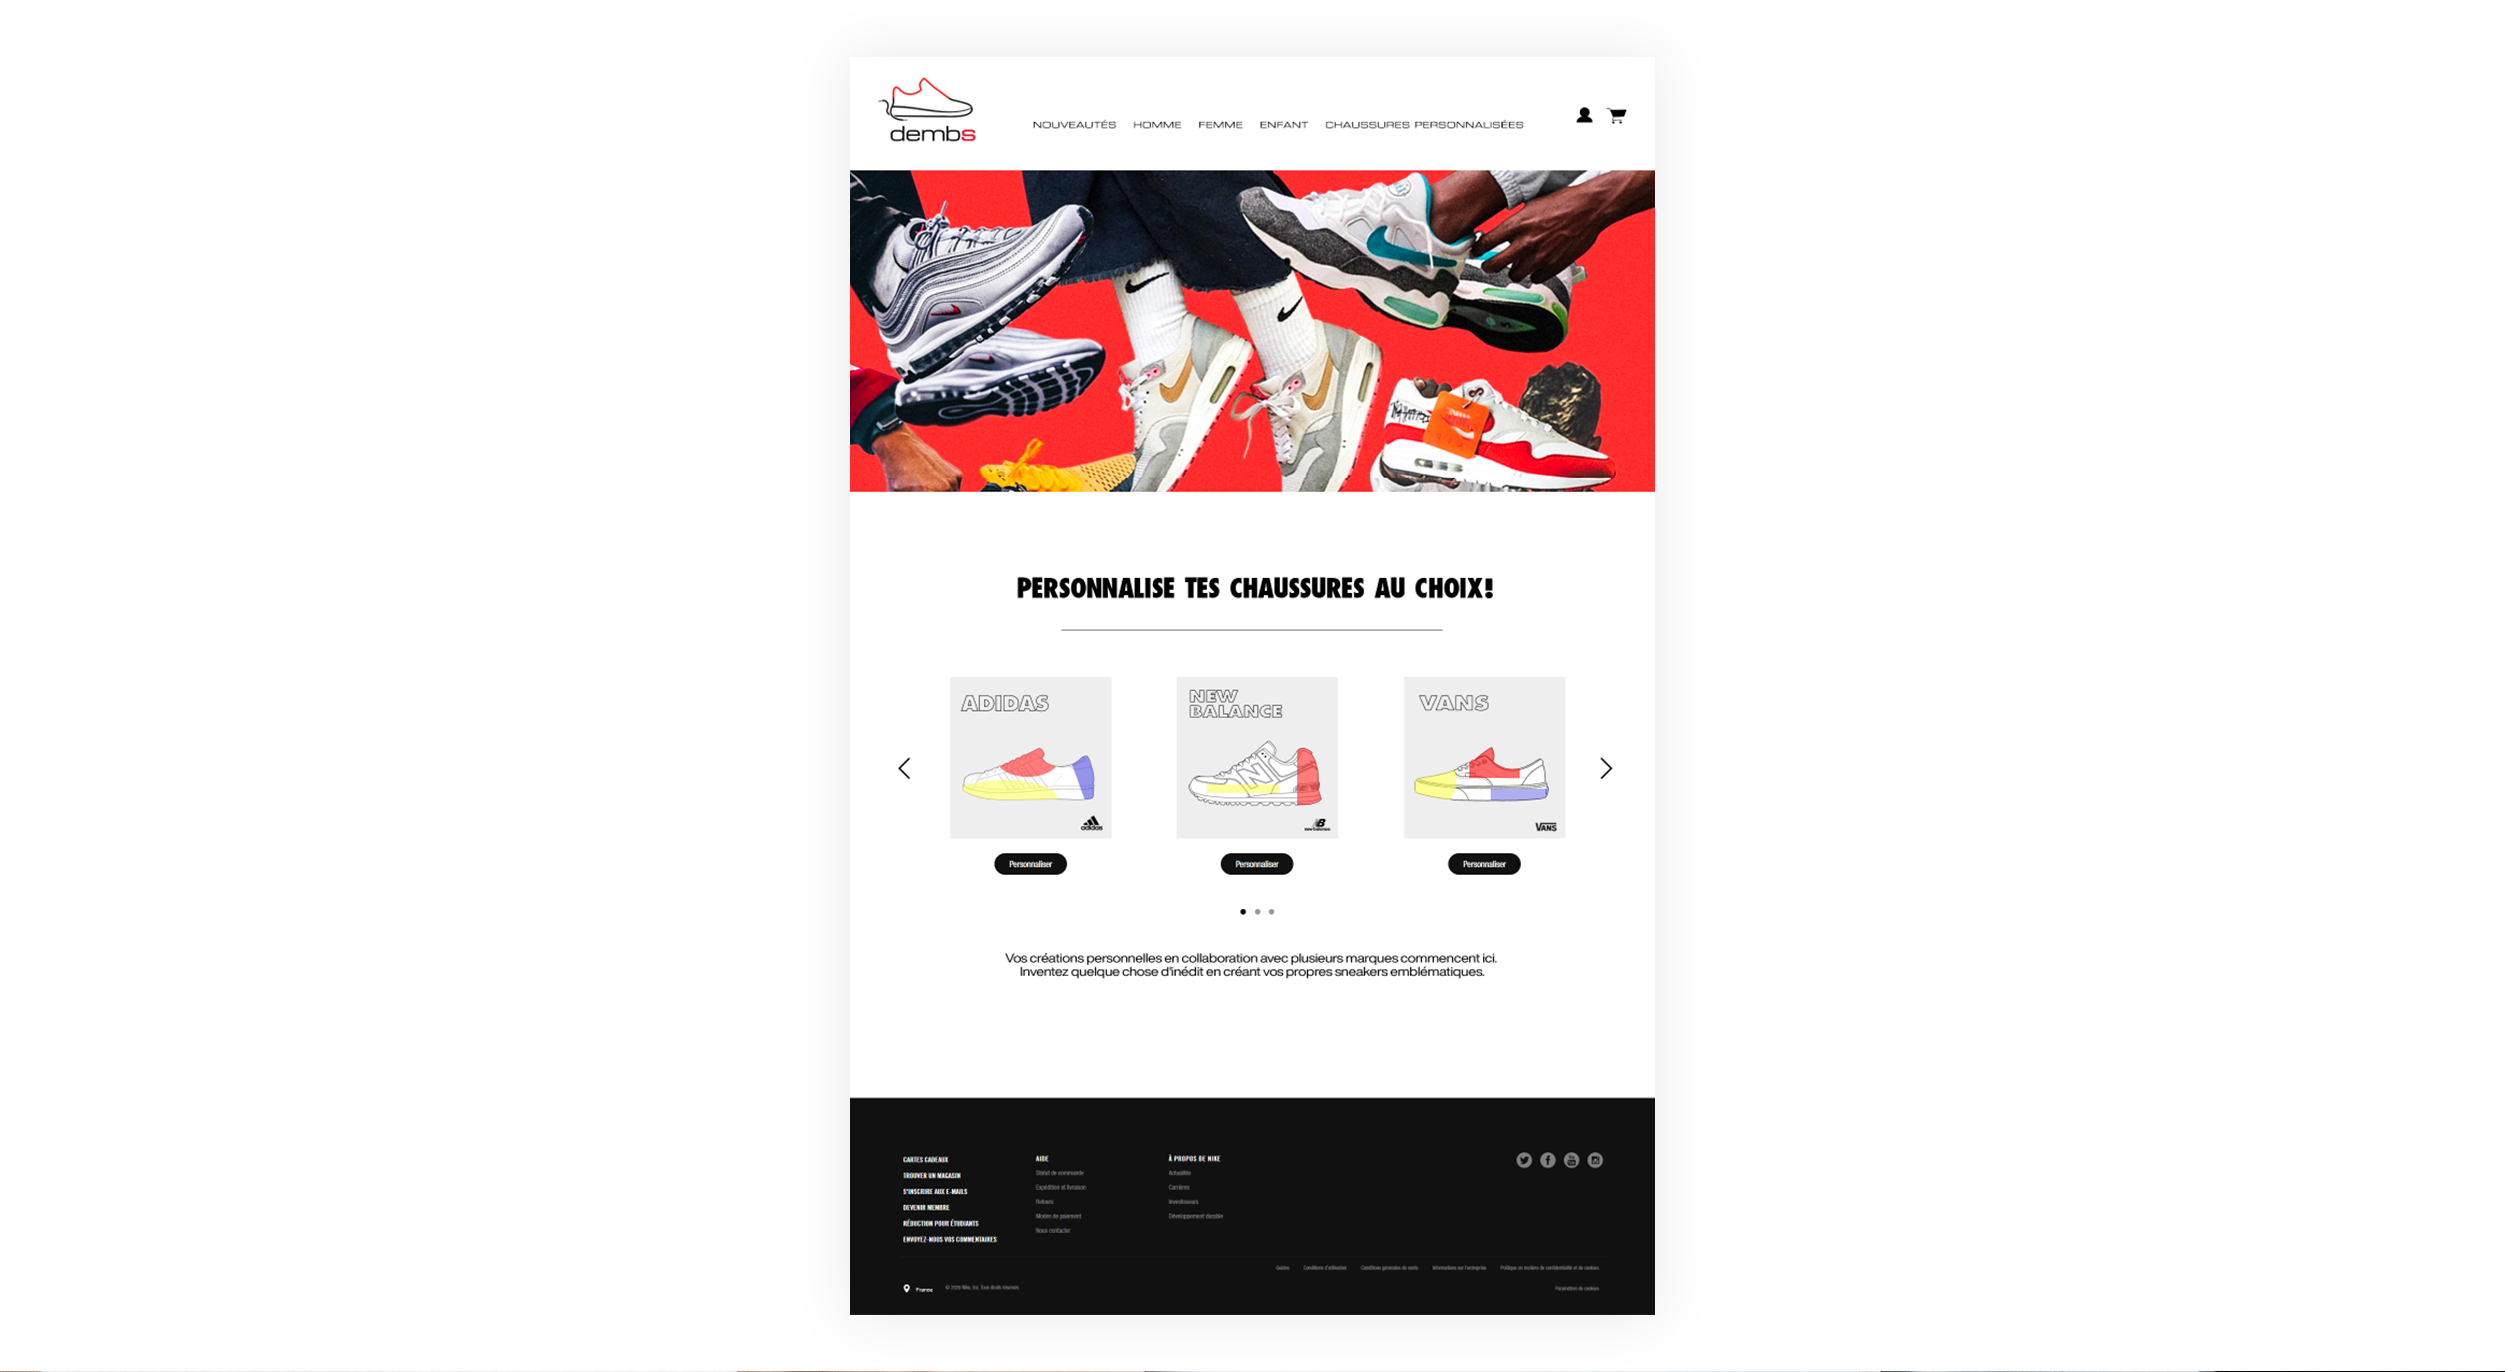 dembs
NOUVEAUTÉS HOMME FEMME ENFANT CHAUSSURES PERSONNALISÉES
PERSONNALISE TES CHAUSSURES AU CHOIX!
ADIDAS
adidas
Personnaliser
NEW
BALANCE
new balance
Personnaliser
VANS
VANS
Personnaliser
Vos créations personnelles en collaboration avec plusieurs marques commencent ici.
Inventez quelque chose d'inédit en créant vos propres sneakers emblématiques.
CARTES CADEAUX
TROUVER UN MAGASIN
S'INSCRIRE AUX E-MAILS
DEVENIR MEMBRE
RÉDUCTION POUR ÉTUDIANTS
ENVOYEZ-NOUS VOS COMMENTAIRES
AIDE
Statut de commande
Expédition et livraison
Retours
Modes de paiement
Nous contacter
À PROPOS DE NIKE
Actualités
Carrières
Investisseurs
Développement durable
Guides Conditions d'utilisation Conditions générales de vente Informations sur l'entreprise Politique en matière de confidentialité et de cookies
France © 2020 Nike, Inc. Tous droits réservés
Paramètres de cookies